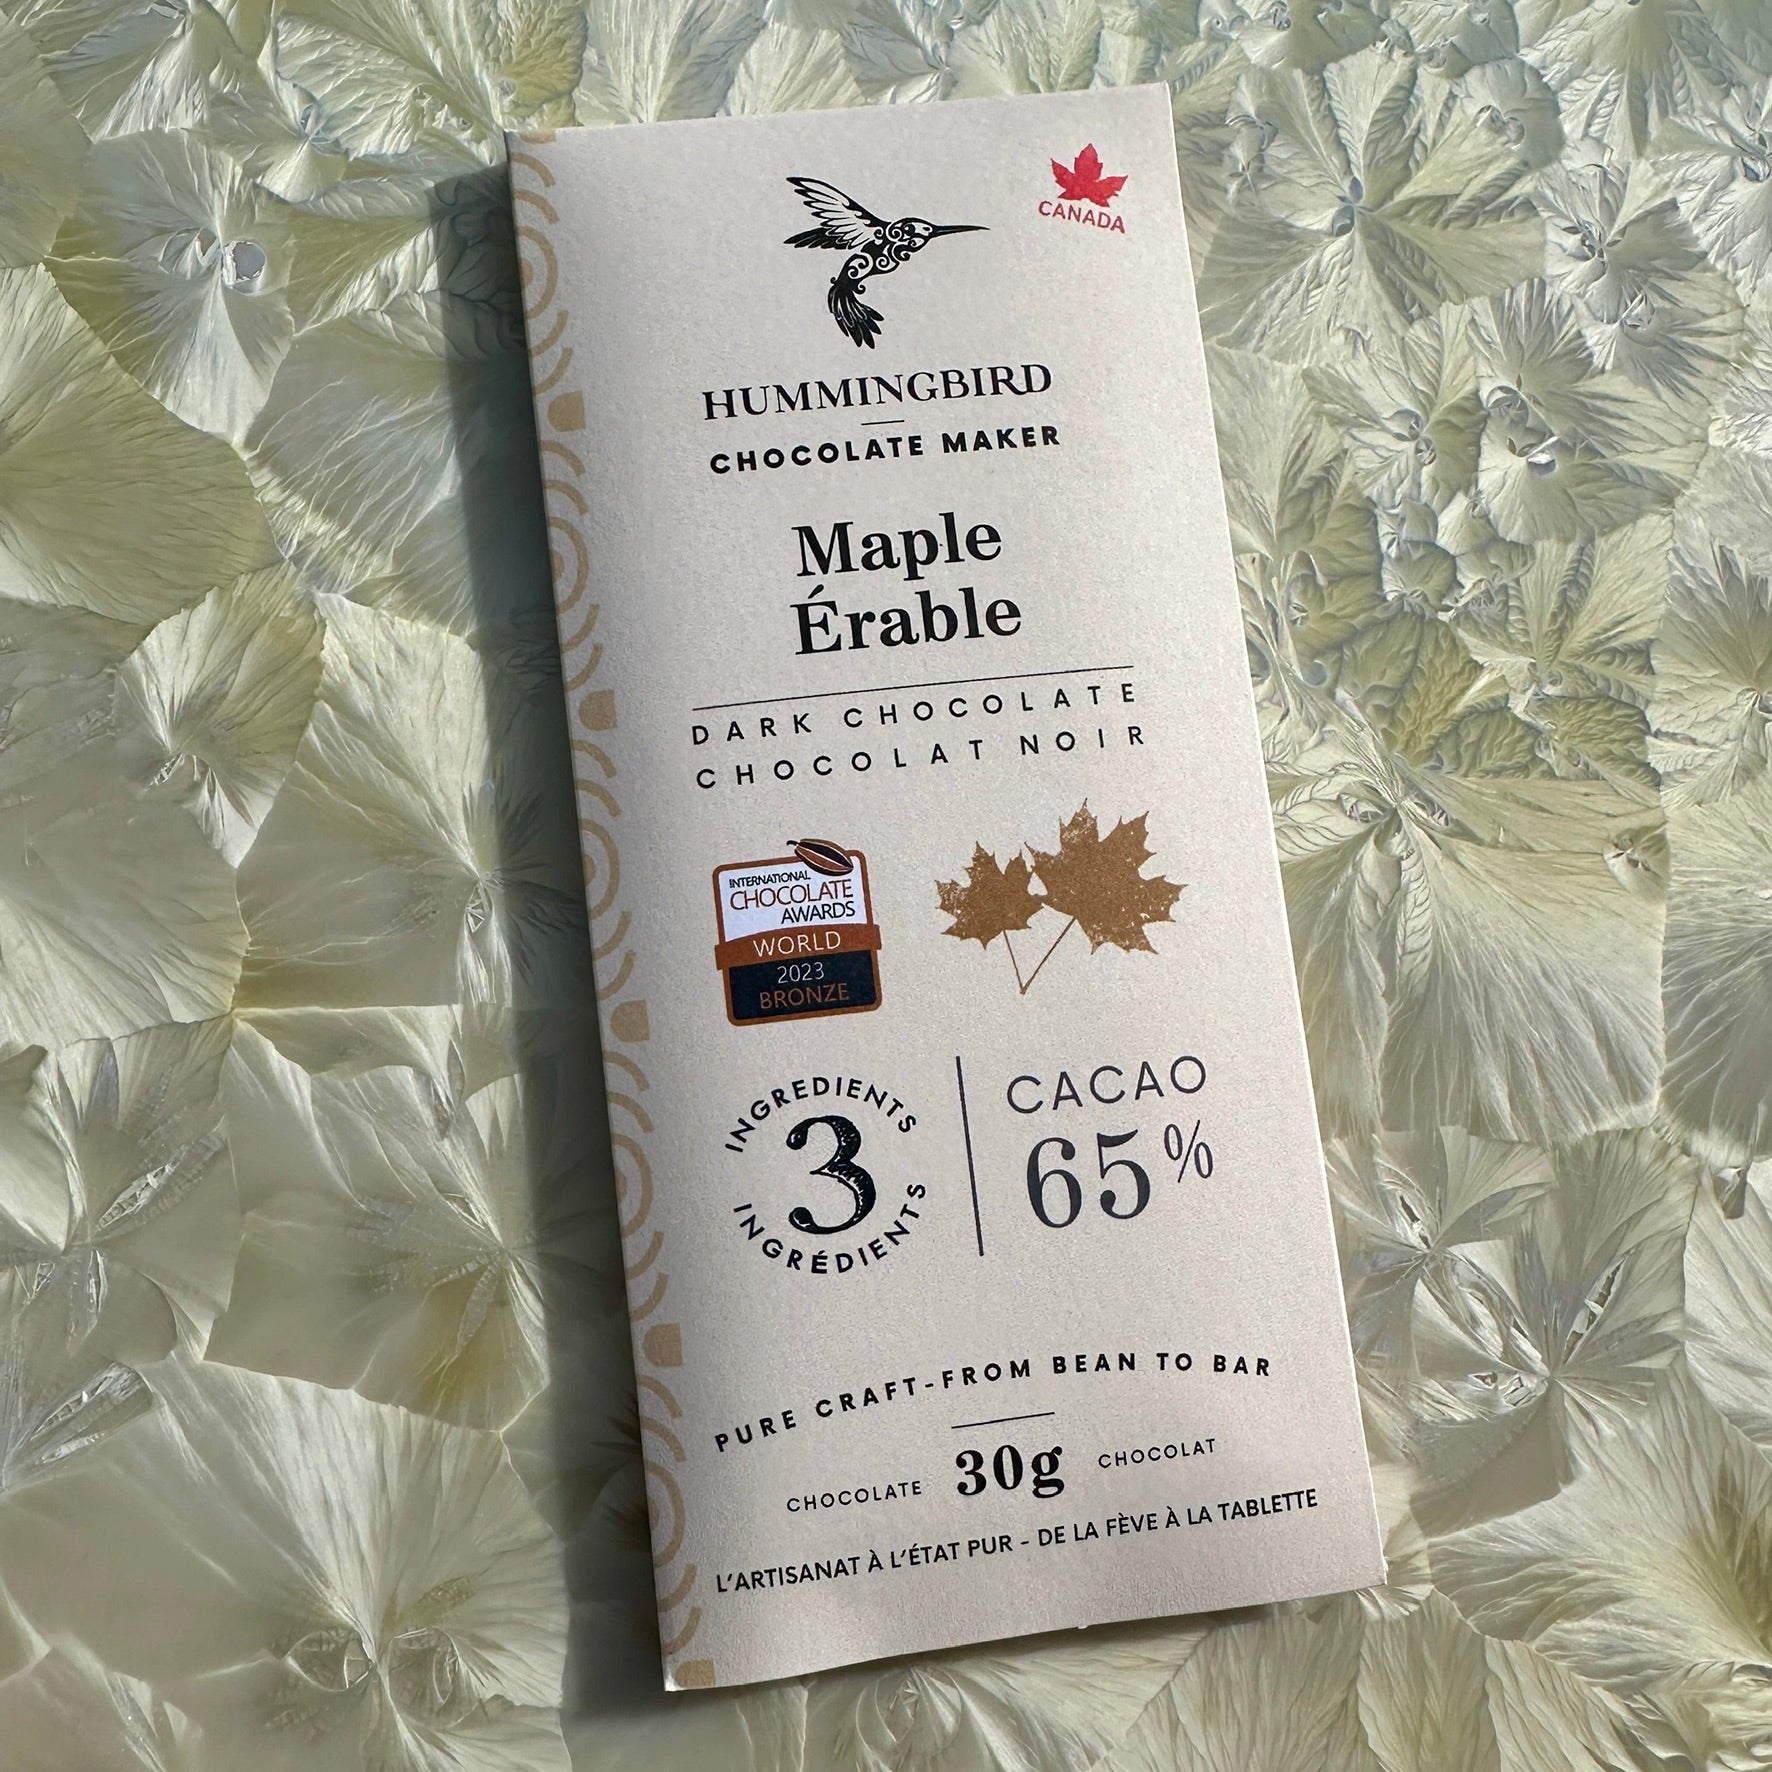 CANADA
HUMMINGBIRD
CHOCOLATE MAKER
Maple
Érable
DARK CHOCOLATE
CHOCOLAT NOIR
INTERNATIONAL
CHOCOLATE
AWARDS
WORLD
2023
BRONZE
INGREDIENTS
3
INGRÉDIENTS
CACAO
65%
PURE CRAFT-FROM BEAN TO BAR
CHOCOLATE 30g CHOCOLAT
L'ARTISANAT À L'ÉTAT PUR - DE LA FÈVE À LA TABLETTE